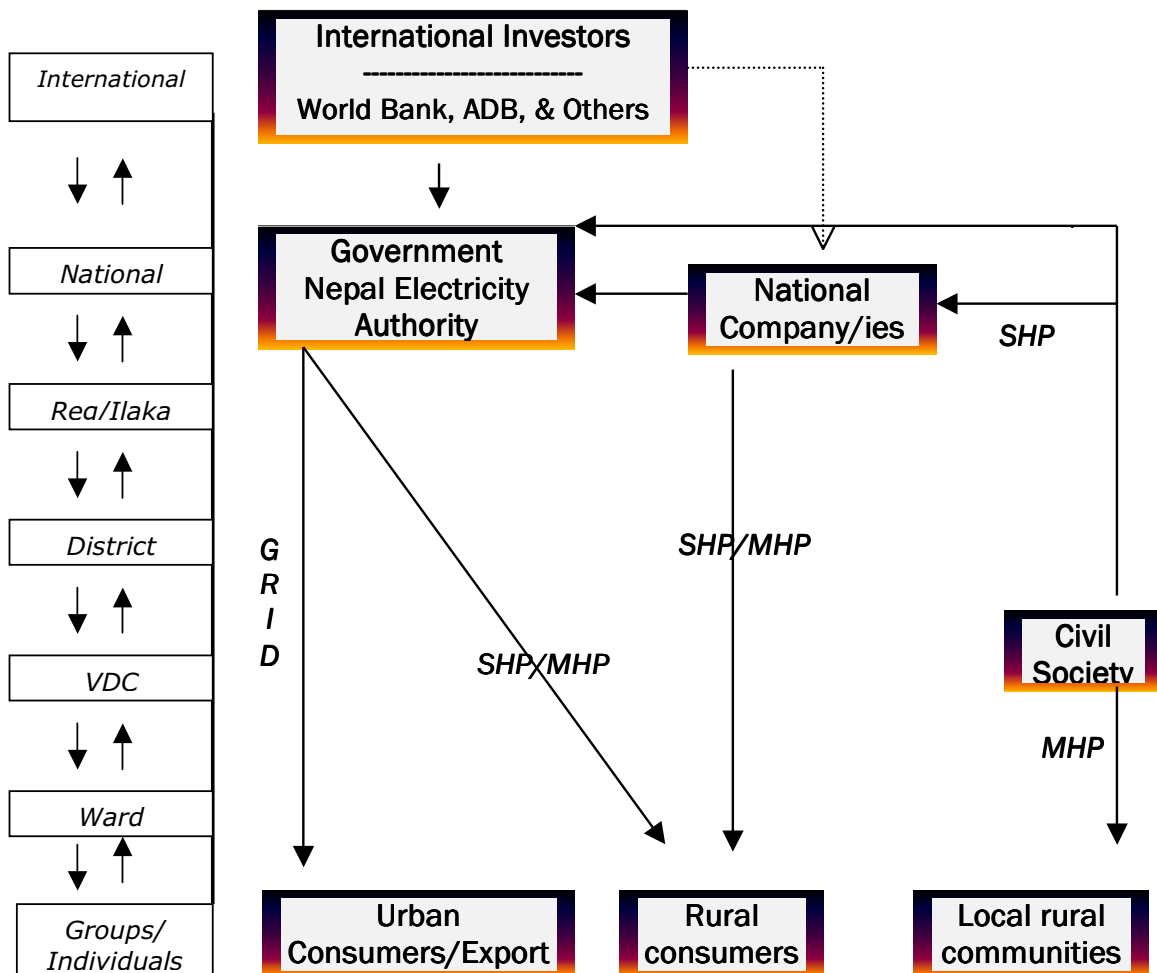 International
National
Reg/Ilaka
District
VDC
Ward
Groups/
Individuals
International Investors
----------------------------
World Bank, ADB, & Others
Government
Nepal Electricity
Authority
National
Company/ies
SHP
G
R
I
D
SHP/MHP
SHP/MHP
Civil
Society
MHP
Urban
Consumers/Export
Rural
consumers
Local rural
communities